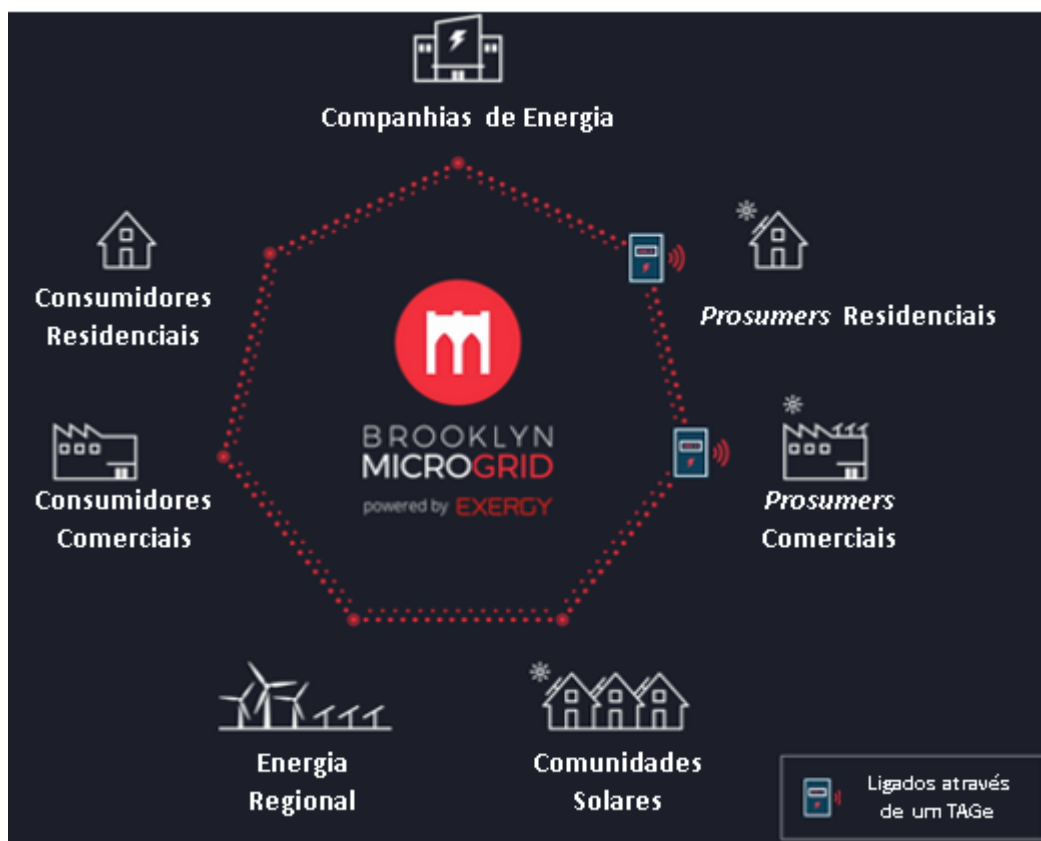 Companhias de Energia
Consumidores
Residenciais
Prosumers Residenciais
BROOKLYN
MICROGRID
powered by EXERGY
Consumidores
Comerciais
Prosumers
Comerciais
Energia
Regional
Comunidades
Solares
Ligados através
de um TAGe